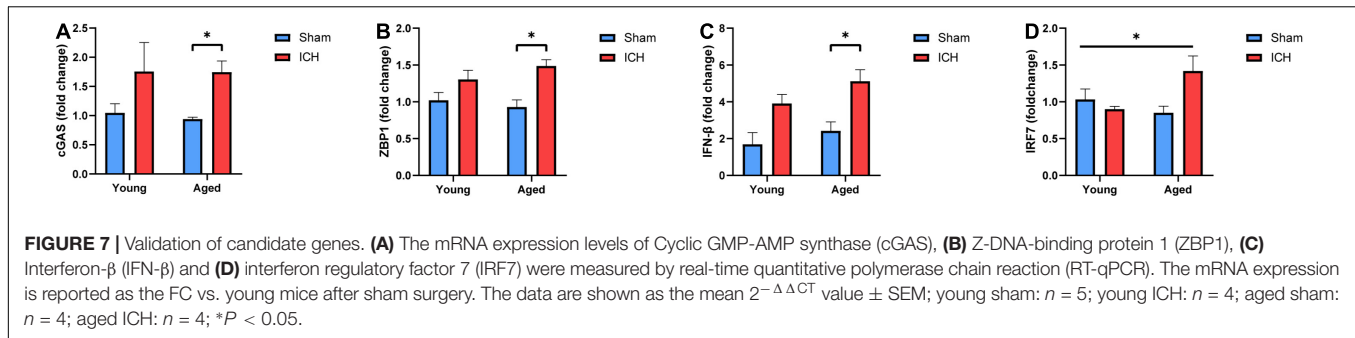 A
cGAS (fold change)
2.5
2.0
1.5
1.0
0.5
0.0
*
Young
Aged
Sham
ICH
B
ZBP1 (fold change)
2.0
1.5
1.0
0.5
0.0
*
Young
Aged
Sham
ICH
C
IFN-β (fold change)
8
6
4
2
0
*
Young
Aged
Sham
ICH
D
IRF7 (foldchange)
2.0
1.5
1.0
0.5
0.0
*
Young
Aged
Sham
ICH
FIGURE 7 | Validation of candidate genes. (A) The mRNA expression levels of Cyclic GMP-AMP synthase (cGAS), (B) Z-DNA-binding protein 1 (ZBP1), (C)
Interferon-β (IFN-β) and (D) interferon regulatory factor 7 (IRF7) were measured by real-time quantitative polymerase chain reaction (RT-qPCR). The mRNA expression
is reported as the FC vs. young mice after sham surgery. The data are shown as the mean 2−ΔΔCT value ± SEM; young sham: n = 5; young ICH: n = 4; aged sham:
n = 4; aged ICH: n = 4; *P < 0.05.